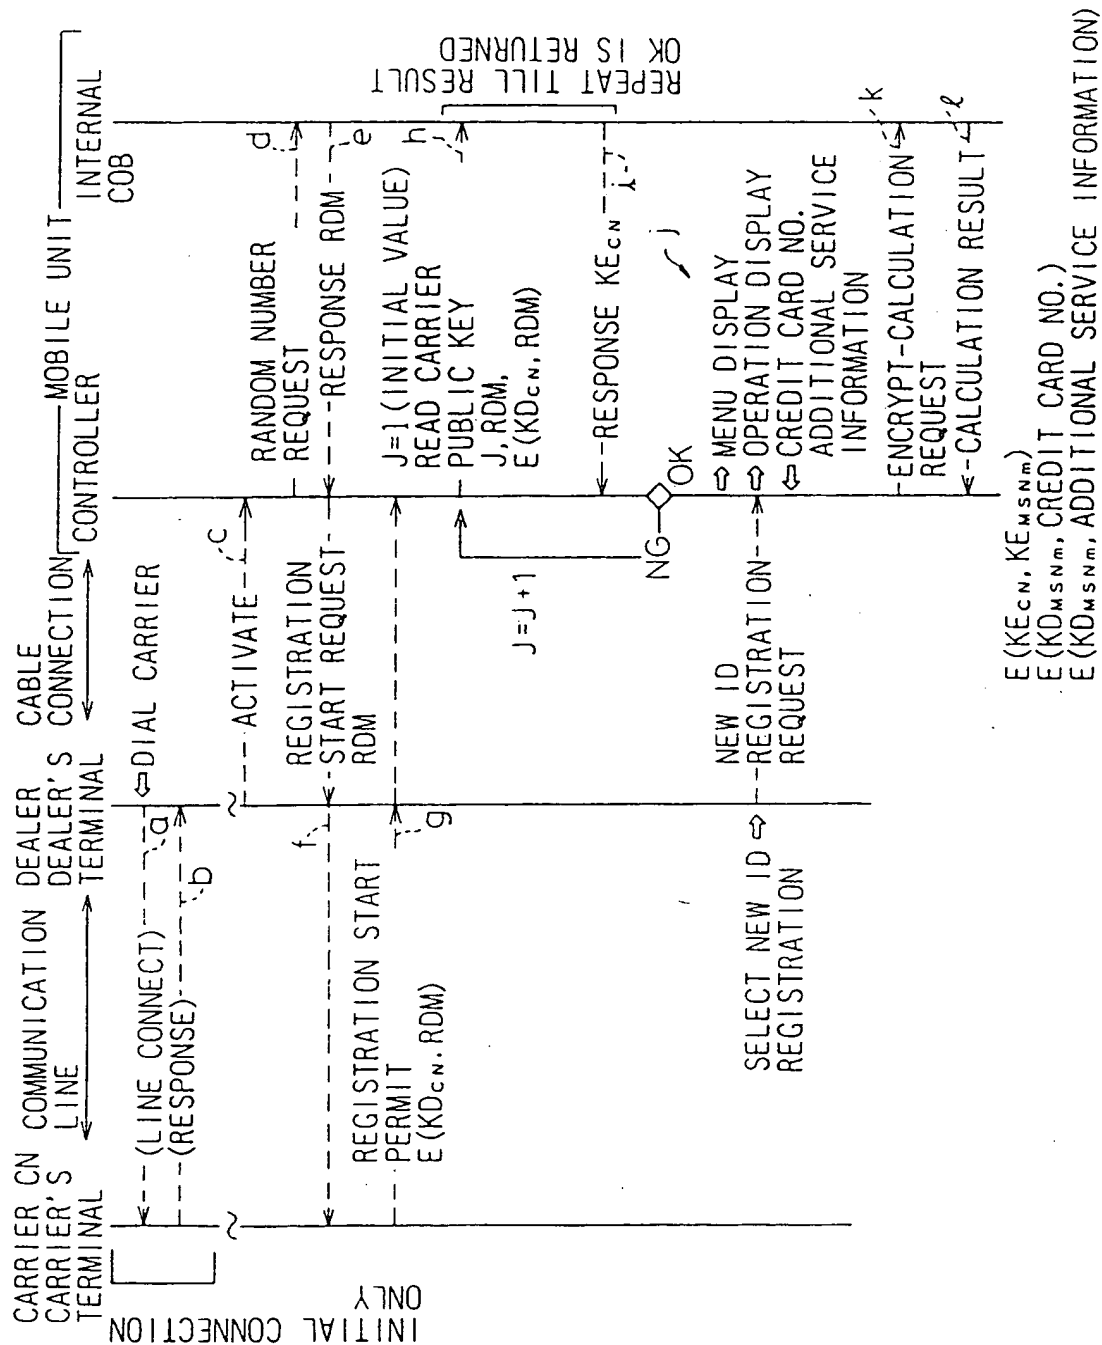 CARRIER CN
CARRIER'S
TERMINAL
COMMUNICATION
LINE
DEALER
DEALER'S
TERMINAL
CABLE
CONNECTION
MOBILE UNIT
CONTROLLER
INTERNAL
COB
INITIAL CONNECTION
ONLY
(LINE CONNECT)
a
(RESPONSE)
b
DIAL CARRIER
ACTIVATE
c
RANDOM NUMBER
REQUEST
d
RESPONSE RDM
e
REGISTRATION
START REQUEST
RDM
f
REGISTRATION START
PERMIT
E(KDCN, RDM)
g
J=1(INITIAL VALUE)
READ CARRIER
PUBLIC KEY
J,RDM,
E(KDCN, RDM)
h
REPEAT TILL RESULT
OK IS RETURNED
J=J+1
RESPONSE KECN
i
NG
OK
j
MENU DISPLAY
OPERATION DISPLAY
CREDIT CARD NO.
ADDITIONAL SERVICE
INFORMATION
SELECT NEW ID
REGISTRATION
NEW ID
REGISTRATION
REQUEST
ENCRYPT-CALCULATION
REQUEST
k
CALCULATION RESULT
ℓ
E(KECN, KEMSNm)
E(KDMSNm, CREDIT CARD NO.)
E(KDMSNm, ADDITIONAL SERVICE INFORMATION)